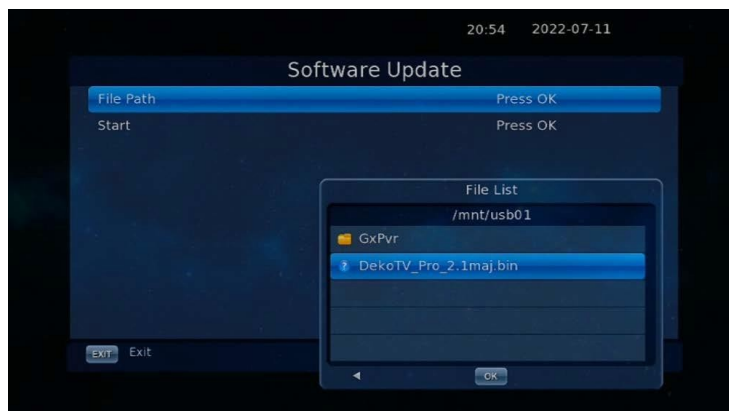 20:54 2022-07-11
Software Update
File Path Press OK
Start Press OK
File List
/mnt/usb01
GxPvr
DekoTV_Pro_2.1maj.bin
EXIT Exit
OK